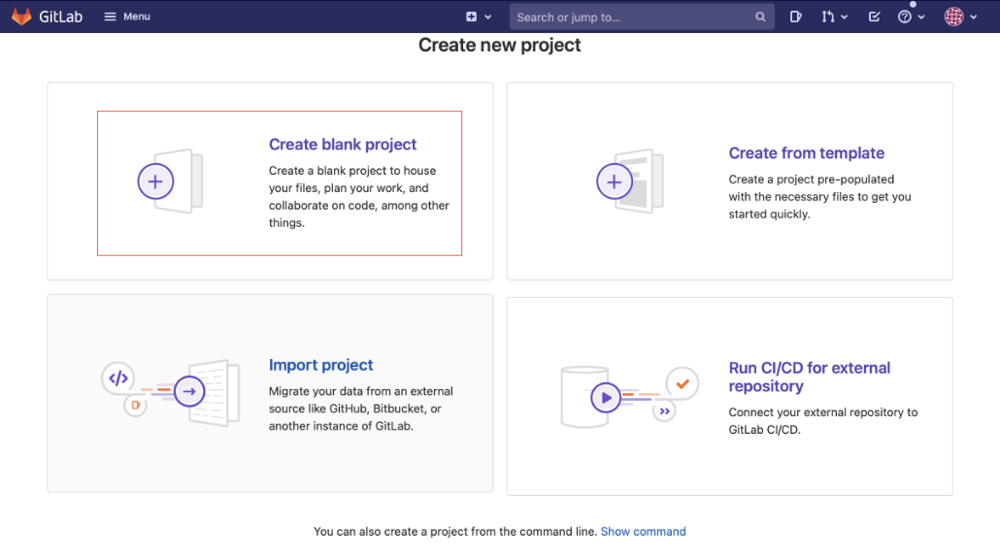 GitLab
Menu
Search or jump to...
Create new project
Create blank project
Create a blank project to house
your files, plan your work, and
collaborate on code, among other
things.
Create from template
Create a project pre-populated
with the necessary files to get you
started quickly.
Import project
Migrate your data from an external
source like GitHub, Bitbucket, or
another instance of GitLab.
Run CI/CD for external
repository
Connect your external repository to
GitLab CI/CD.
You can also create a project from the command line. Show command